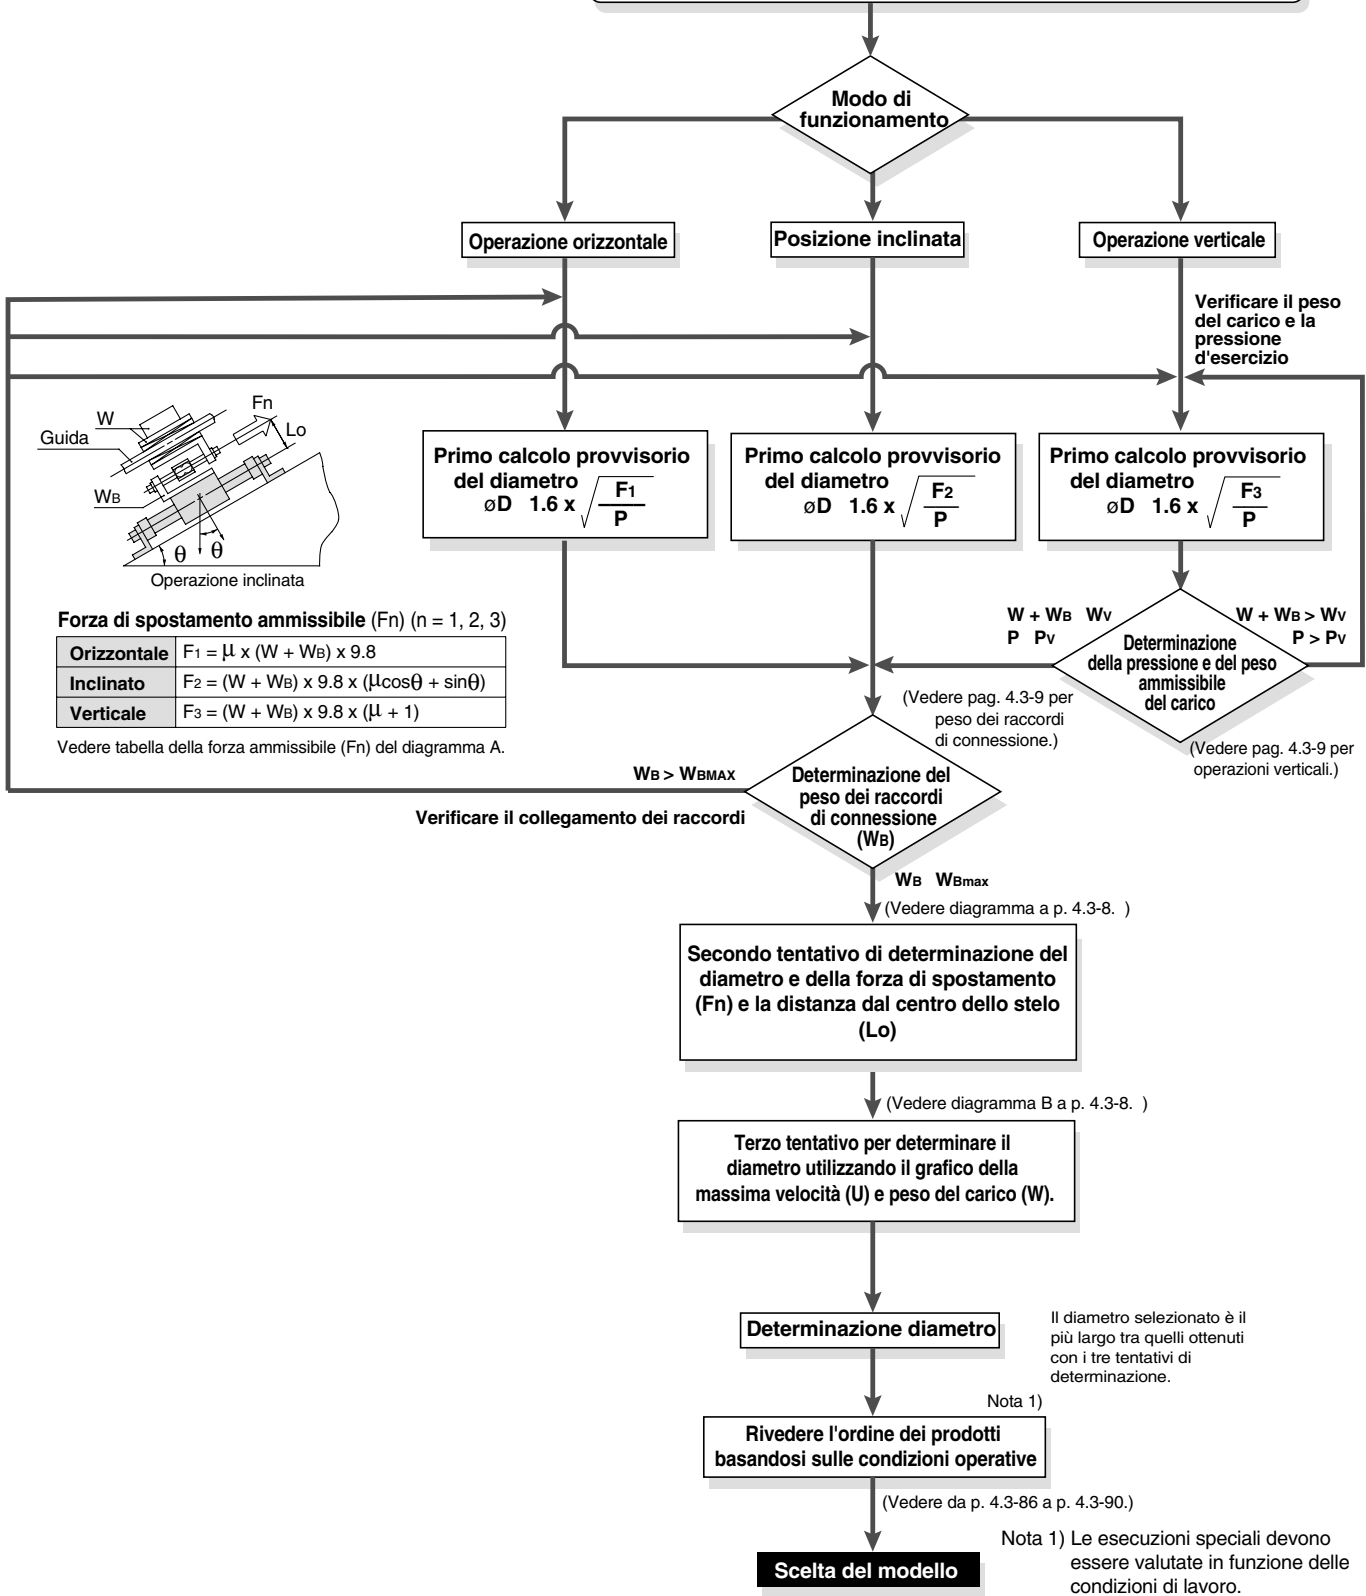 Modo di
funzionamento
Operazione orizzontale
Posizione inclinata
Operazione verticale
Verificare il peso
del carico e la
pressione
d'esercizio
Fn
W
Lo
Guida
WB
θ
θ
Operazione inclinata
Primo calcolo provvisorio
del diametro
øD 1.6 x √ F1
P
Primo calcolo provvisorio
del diametro
øD 1.6 x √ F2
P
Primo calcolo provvisorio
del diametro
øD 1.6 x √ F3
P
Forza di spostamento ammissibile (Fn) (n = 1, 2, 3)
Orizzontale F1 = μ x (W + WB) x 9.8
Inclinato F2 = (W + WB) x 9.8 x (μcosθ + sinθ)
Verticale F3 = (W + WB) x 9.8 x (μ + 1)
Vedere tabella della forza ammissibile (Fn) del diagramma A.
W + WB WV
P PV
W + WB > WV
P > PV
Determinazione
della pressione e del peso
ammissibile
del carico
(Vedere pag. 4.3-9 per
peso dei raccordi
di connessione.)
(Vedere pag. 4.3-9 per
operazioni verticali.)
WB > WBMAX
Verificare il collegamento dei raccordi
Determinazione del
peso dei raccordi
di connessione
(WB)
WB WBmax
(Vedere diagramma a p. 4.3-8. )
Secondo tentativo di determinazione del
diametro e della forza di spostamento
(Fn) e la distanza dal centro dello stelo
(Lo)
(Vedere diagramma B a p. 4.3-8. )
Terzo tentativo per determinare il
diametro utilizzando il grafico della
massima velocità (U) e peso del carico (W).
Determinazione diametro
Il diametro selezionato è il
più largo tra quelli ottenuti
con i tre tentativi di
determinazione.
Nota 1)
Rivedere l'ordine dei prodotti
basandosi sulle condizioni operative
(Vedere da p. 4.3-86 a p. 4.3-90.)
Scelta del modello
Nota 1) Le esecuzioni speciali devono
essere valutate in funzione delle
condizioni di lavoro.